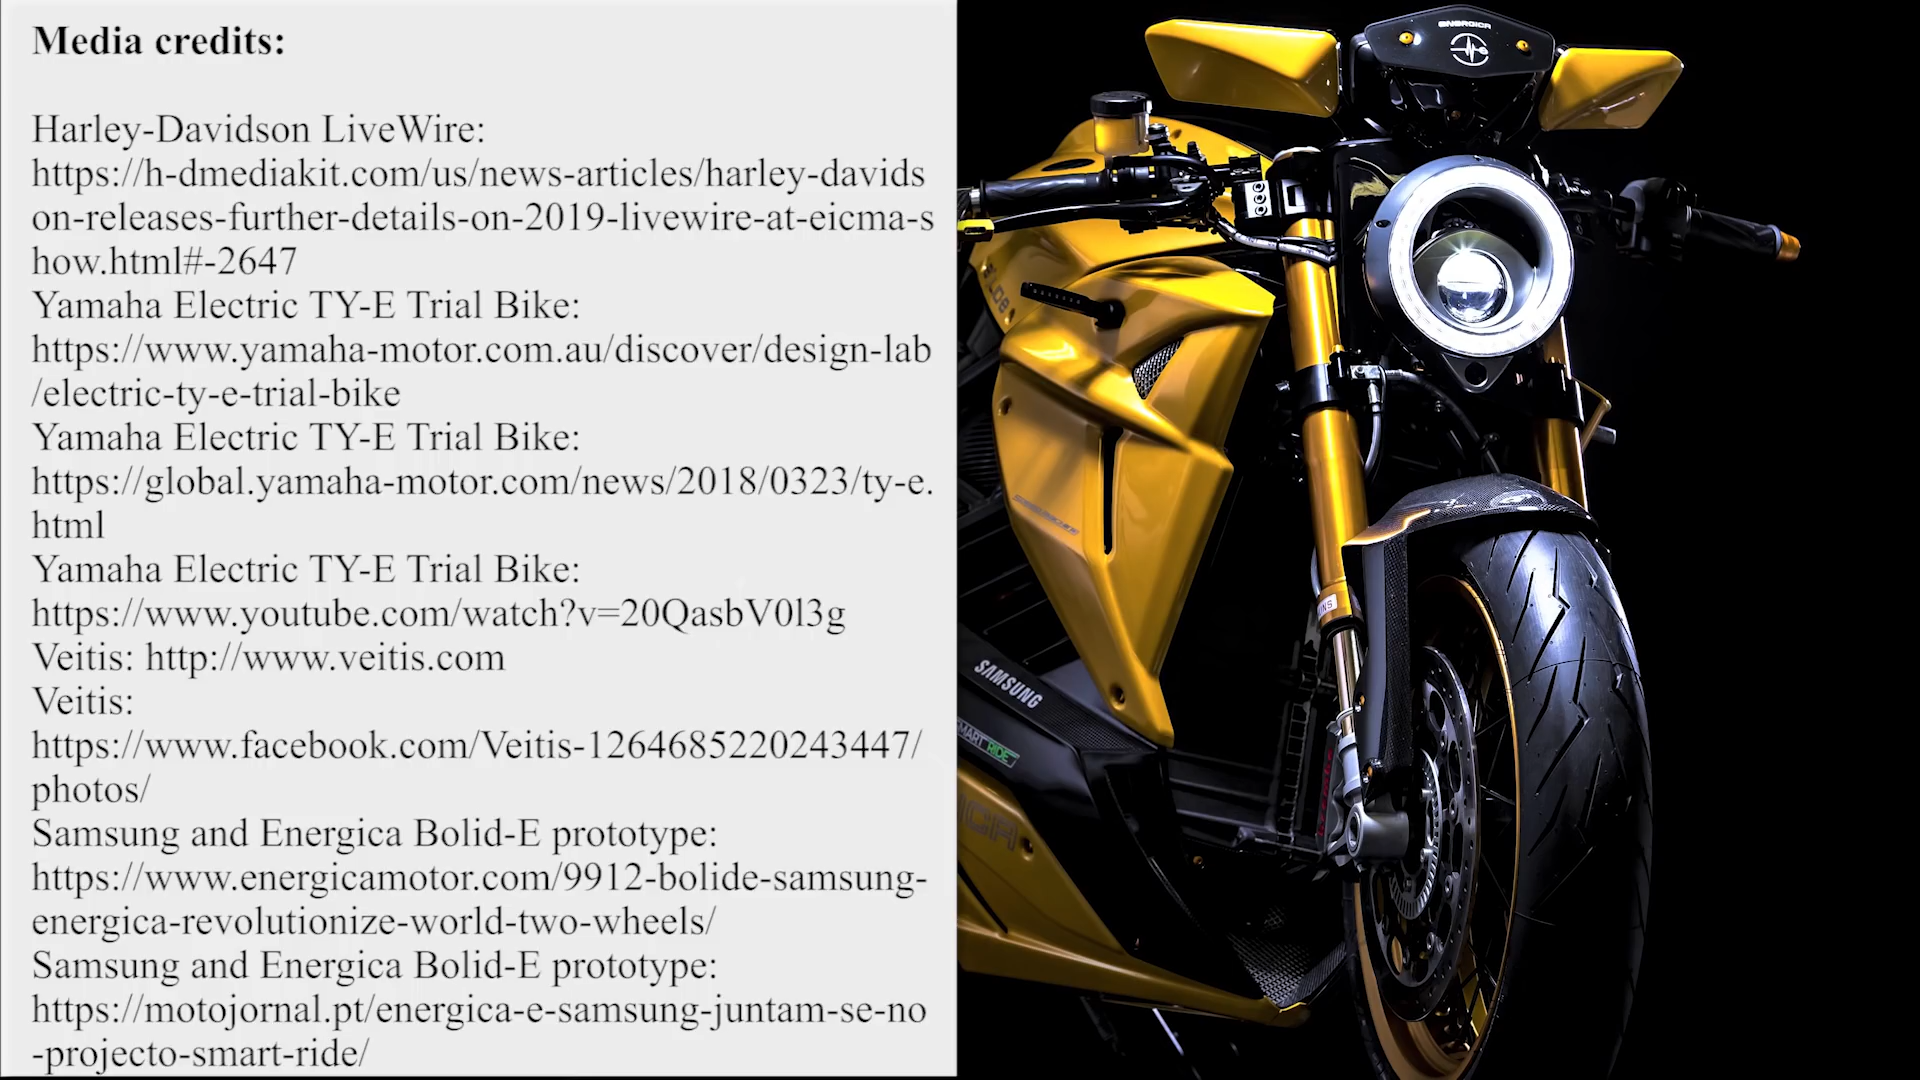 Media credits:
Harley-Davidson LiveWire:
https://h-dmediakit.com/us/news-articles/harley-davids
on-releases-further-details-on-2019-livewire-at-eicma-s
how.html#-2647
Yamaha Electric TY-E Trial Bike:
https://www.yamaha-motor.com.au/discover/design-lab
/electric-ty-e-trial-bike
Yamaha Electric TY-E Trial Bike:
https://global.yamaha-motor.com/news/2018/0323/ty-e.
html
Yamaha Electric TY-E Trial Bike:
https://www.youtube.com/watch?v=20QasbV0l3g
Veitis: http://www.veitis.com
Veitis:
https://www.facebook.com/Veitis-1264685220243447/
photos/
Samsung and Energica Bolid-E prototype:
https://www.energicamotor.com/9912-bolide-samsung-
energica-revolutionize-world-two-wheels/
Samsung and Energica Bolid-E prototype:
https://motojornal.pt/energica-e-samsung-juntam-se-no
-projecto-smart-ride/
ENERGICA
SAMSUNG
SMART RIDE